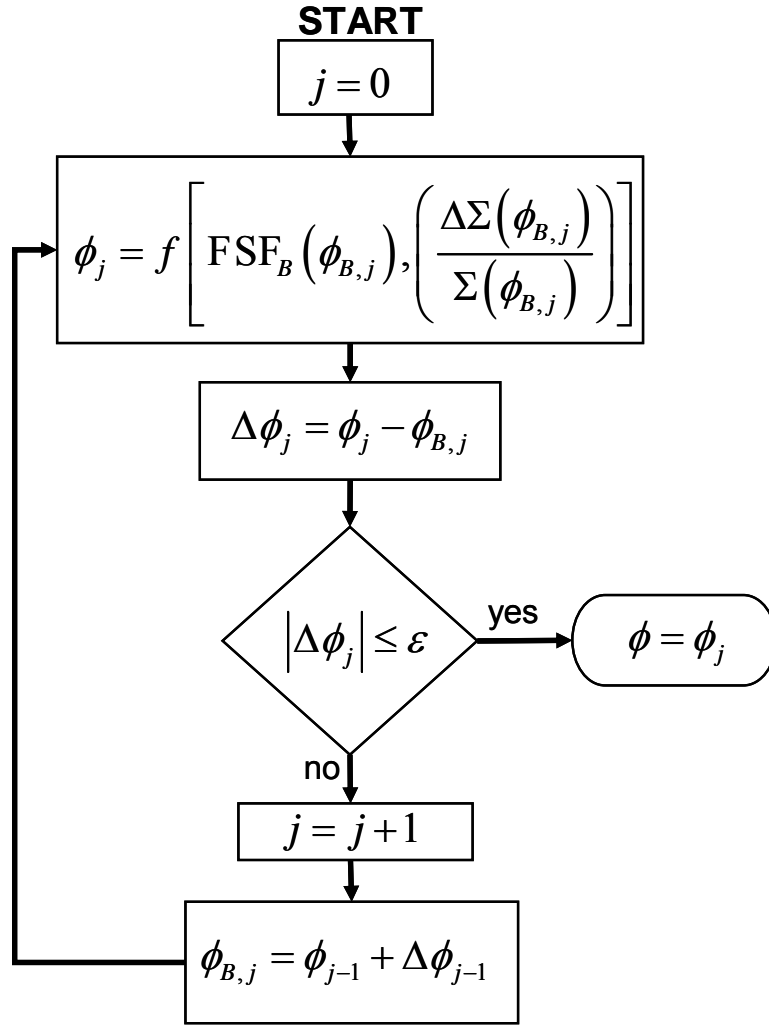 START
j = 0
ϕ_j = f[FSF_B(ϕ_{B,j}), (ΔΣ(ϕ_{B,j}) / Σ(ϕ_{B,j}))]
Δϕ_j = ϕ_j − ϕ_{B,j}
|Δϕ_j| ≤ ε
yes
ϕ = ϕ_j
no
j = j + 1
ϕ_{B,j} = ϕ_{j−1} + Δϕ_{j−1}